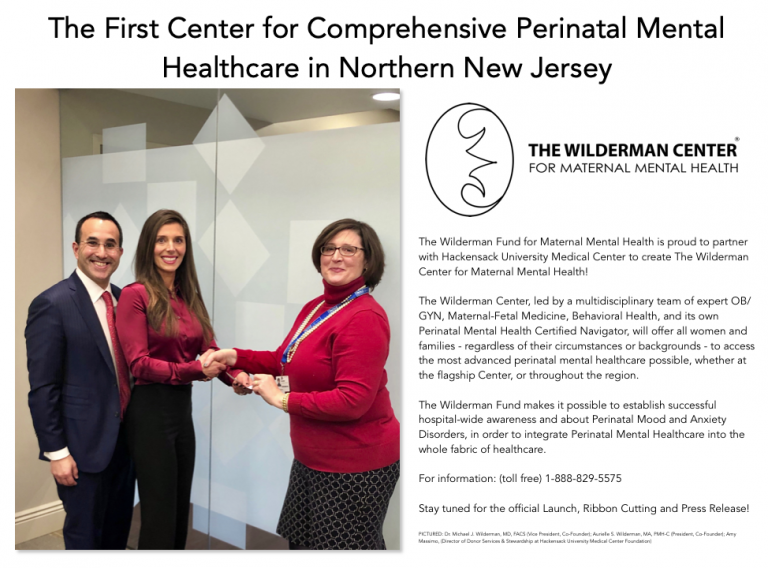 The First Center for Comprehensive Perinatal Mental
Healthcare in Northern New Jersey
THE WILDERMAN CENTER®
FOR MATERNAL MENTAL HEALTH
The Wilderman Fund for Maternal Mental Health is proud to partner
with Hackensack University Medical Center to create The Wilderman
Center for Maternal Mental Health!
The Wilderman Center, led by a multidisciplinary team of expert OB/
GYN, Maternal-Fetal Medicine, Behavioral Health, and its own
Perinatal Mental Health Certified Navigator, will offer all women and
families - regardless of their circumstances or backgrounds - to access
the most advanced perinatal mental healthcare possible, whether at
the flagship Center, or throughout the region.
The Wilderman Fund makes it possible to establish successful
hospital-wide awareness and about Perinatal Mood and Anxiety
Disorders, in order to integrate Perinatal Mental Healthcare into the
whole fabric of healthcare.
For information: (toll free) 1-888-829-5575
Stay tuned for the official Launch, Ribbon Cutting and Press Release!
PICTURED: Dr. Michael J. Wilderman, MD, FACS (Vice President, Co-Founder); Aurielle S. Wilderman, MA, PMH-C (President, Co-Founder); Amy
(Director of Donor Services & Stewardship at Hackensack University Medical Center Foundation)